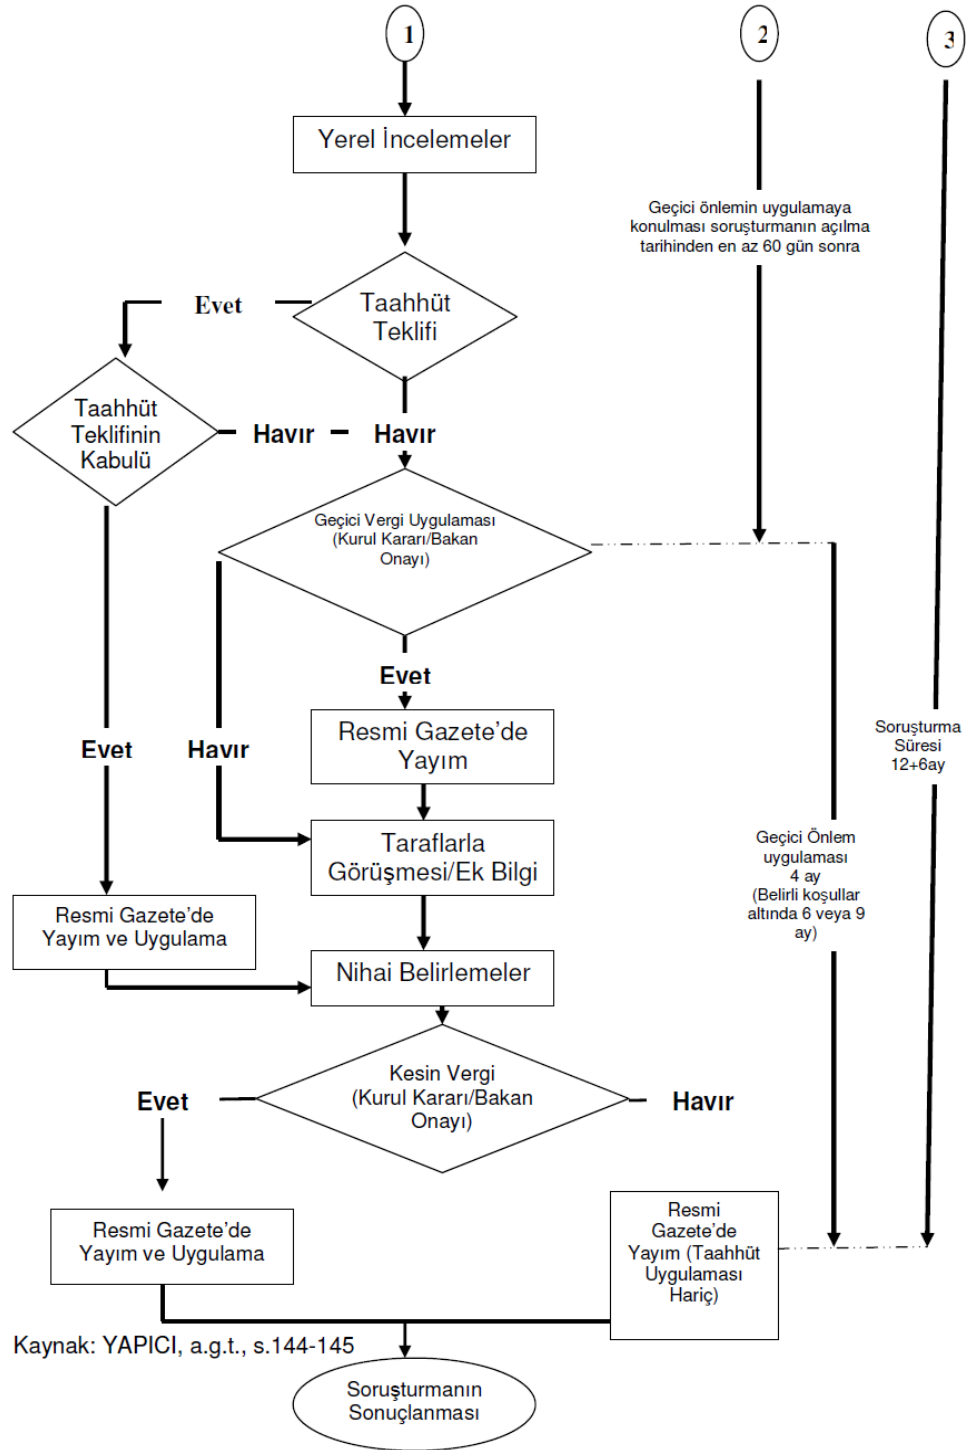 1
2
3
Yerel İncelemeler
Geçici önlemin uygulamaya
konulması soruşturmanın açılma
tarihinden en az 60 gün sonra
Evet
Taahhüt
Teklifi
Taahhüt
Teklifinin
Kabulü
Havır
Havır
Geçici Vergi Uygulaması
(Kurul Kararı/Bakan
Onayı)
Evet
Resmi Gazete’de
Yayım
Evet
Havır
Soruşturma
Süresi
12+6ay
Taraflarla
Görüşmesi/Ek Bilgi
Geçici Önlem
uygulaması
4 ay
(Belirli koşullar
altında 6 veya 9
ay)
Resmi Gazete’de
Yayım ve Uygulama
Nihai Belirlemeler
Kesin Vergi
(Kurul Kararı/Bakan
Onayı)
Evet
Havır
Resmi Gazete’de
Yayım ve Uygulama
Resmi
Gazete’de
Yayım (Taahhüt
Uygulaması
Hariç)
Kaynak: YAPICI, a.g.t., s.144-145
Soruşturmanın
Sonuçlanması